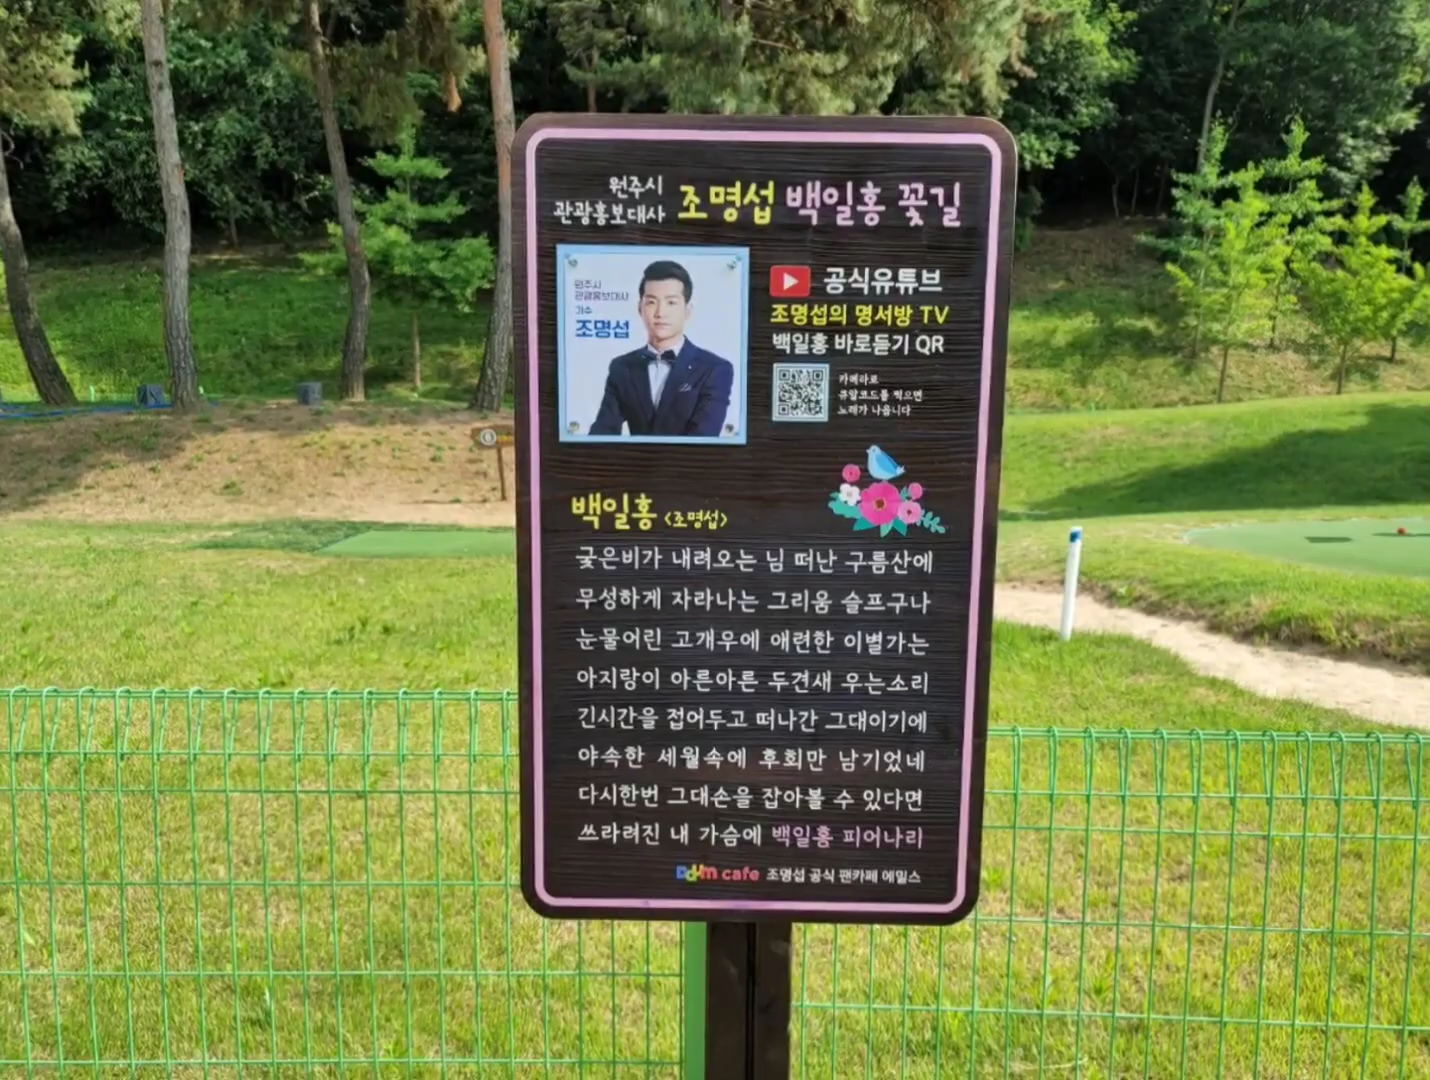 원주시
관광홍보대사
조명섭 백일홍 꽃길
원주시
관광홍보대사
가수
조명섭
공식유튜브
조명섭의 명서방 TV
백일홍 바로듣기 QR
카메라로
큐알코드를 찍으면
노래가 나옵니다
백일홍 <조명섭>
궂은비가 내려오는 님 떠난 구름산에
무성하게 자라나는 그리움 슬프구나
눈물어린 고개우에 애련한 이별가는
아지랑이 아른아른 두견새 우는소리
긴시간을 접어두고 떠나간 그대이기에
야속한 세월속에 후회만 남기었네
다시한번 그대손을 잡아볼 수 있다면
쓰라려진 내 가슴에 백일홍 피어나리
Daum cafe 조명섭 공식 팬카페 에밀스